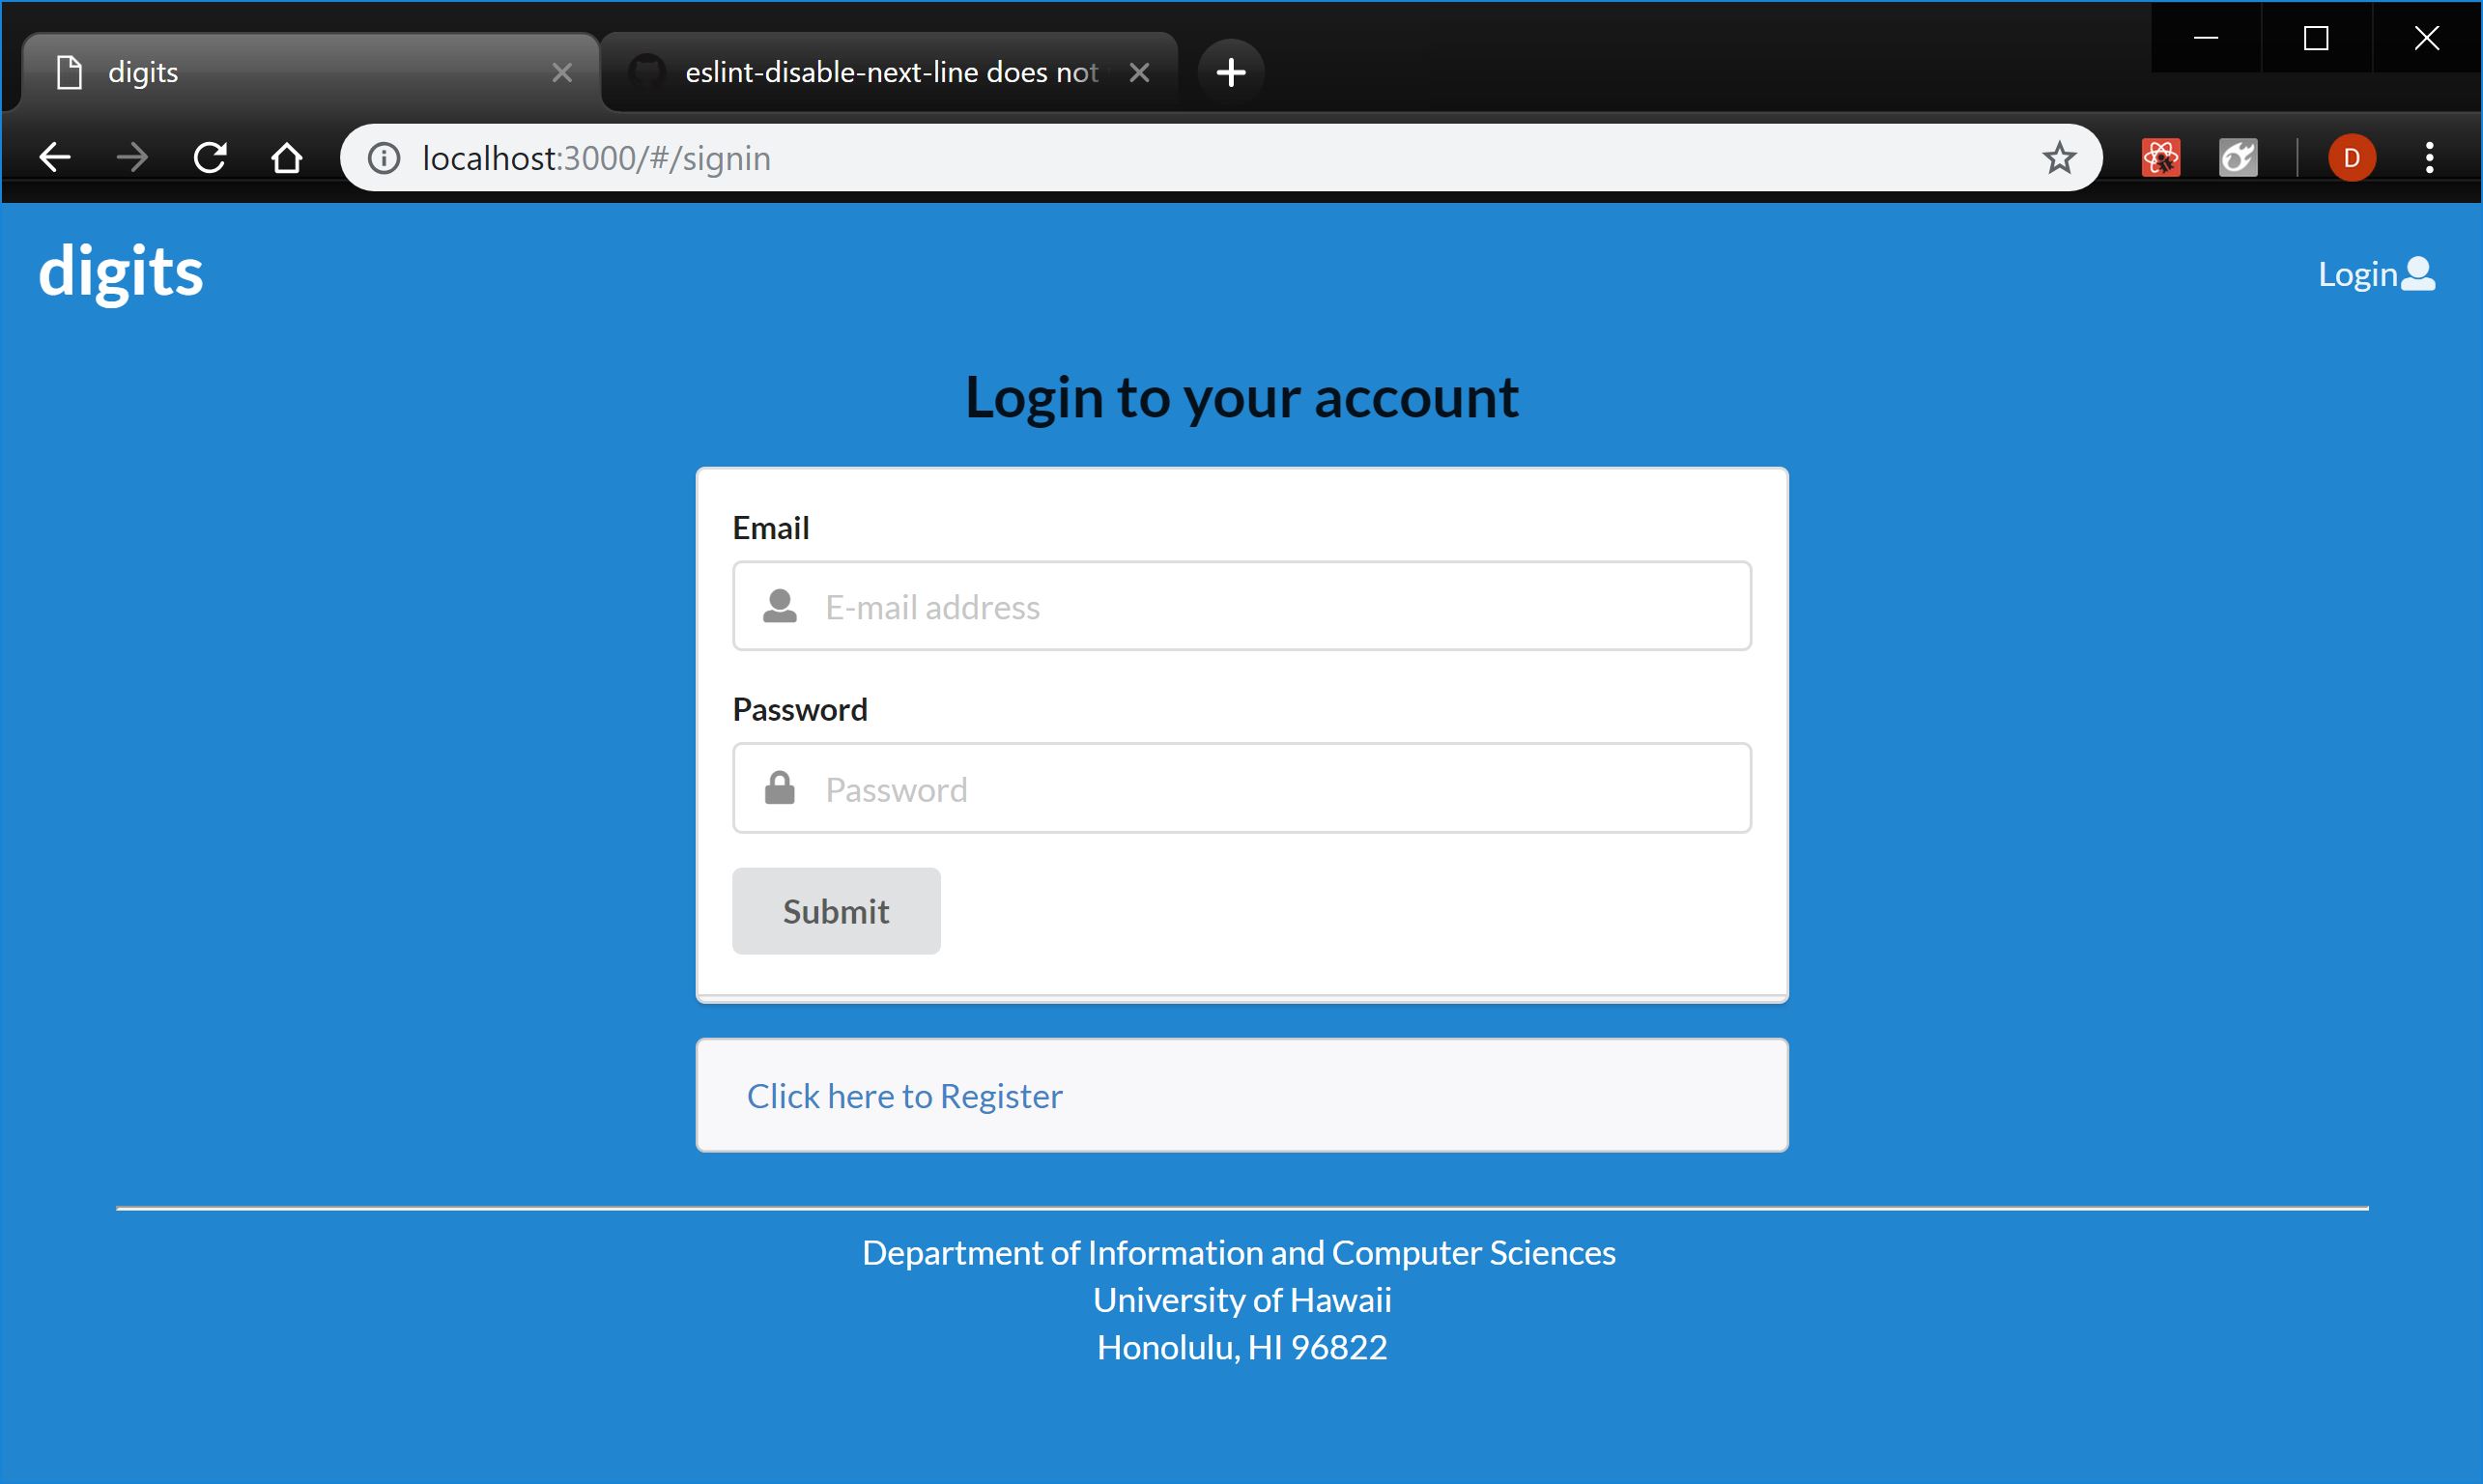 digits
eslint-disable-next-line does not
localhost:3000/#/signin
D
digits
Login
Login to your account
Email
E-mail address
Password
Password
Submit
Click here to Register
Department of Information and Computer Sciences
University of Hawaii
Honolulu, HI 96822